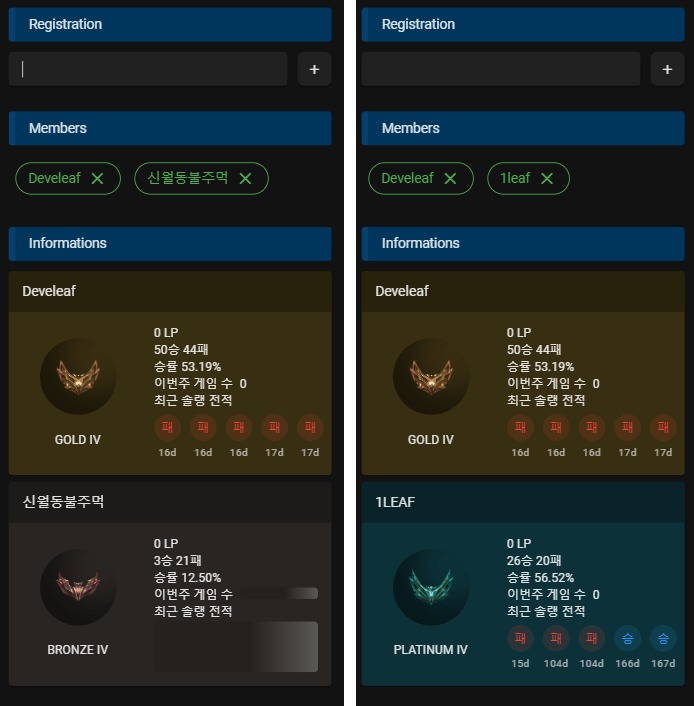 Registration
+
Members
Develeaf
신월동불주먹
Informations
Develeaf
0 LP
50승 44패
승률 53.19%
이번주 게임 수 0
최근 솔랭 전적
패 패 패 패 패
16d 16d 16d 17d 17d
GOLD IV
신월동불주먹
0 LP
3승 21패
승률 12.50%
이번주 게임 수
최근 솔랭 전적
BRONZE IV
Registration
+
Members
Develeaf
1leaf
Informations
Develeaf
0 LP
50승 44패
승률 53.19%
이번주 게임 수 0
최근 솔랭 전적
패 패 패 패 패
16d 16d 16d 17d 17d
GOLD IV
1LEAF
0 LP
26승 20패
승률 56.52%
이번주 게임 수 0
최근 솔랭 전적
패 패 패 승 승
15d 104d 104d 166d 167d
PLATINUM IV